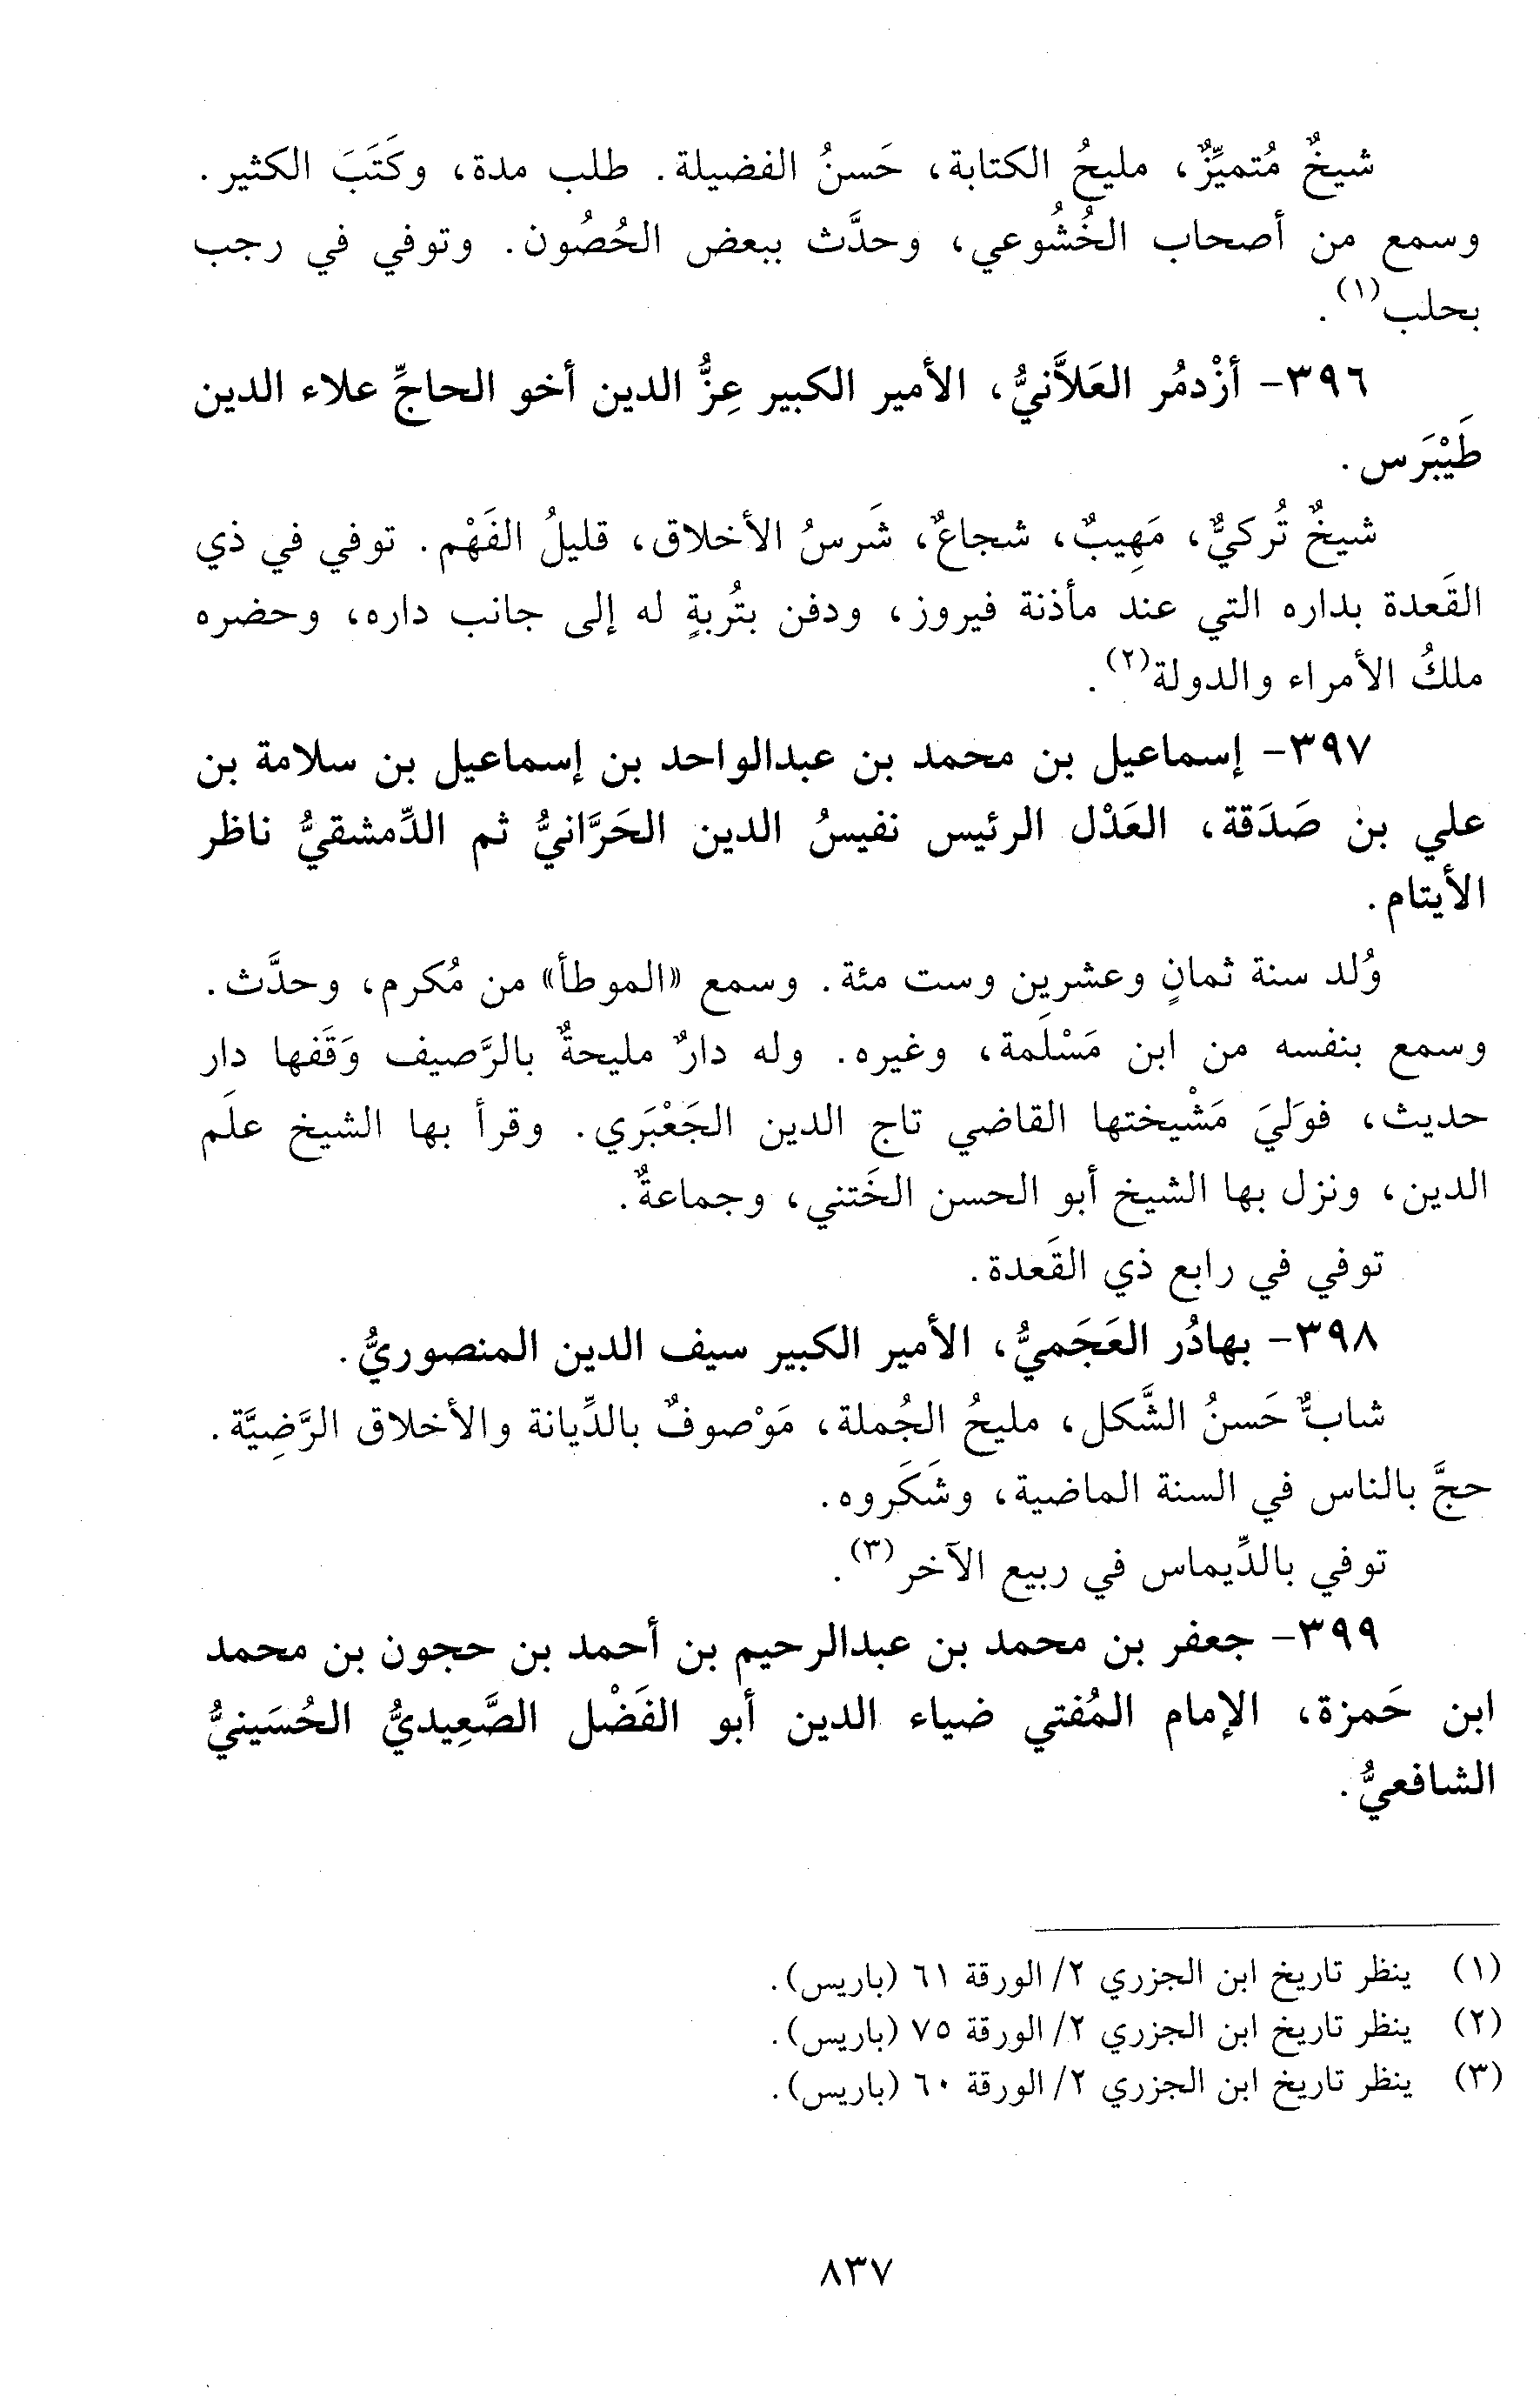 شيخٌ مُتميِّزٌ، مليحُ الكتابة، حَسنُ الفضيلة. طلب مدة، وكَتَبَ الكثير.
وسمع من أصحاب الخُشُوعي، وحدَّث ببعض الحُصُون. وتوفي في رجب
بحلب(١).
٣٩٦- أزْدمُر العَلاَّنيُّ، الأمير الكبير عِزُّ الدين أخو الحاجِّ علاء الدين
طَيْبَرَس.
شيخٌ تُركيٌّ، مَهِيبٌ، شجاعٌ، شَرسُ الأخلاق، قليلُ الفَهْم. توفي في ذي
القَعدة بداره التي عند مأذنة فيروز، ودفن بتُربةٍ له إلى جانب داره، وحضره
ملكُ الأمراء والدولة(٢).
٣٩٧- إسماعيل بن محمد بن عبدالواحد بن إسماعيل بن سلامة بن
علي بن صَدَقة، العَدْل الرئيس نفيسُ الدين الحَرَّانيُّ ثم الدِّمشقيُّ ناظر
الأيتام.
وُلد سنة ثمانٍ وعشرين وست مئة. وسمع «الموطأ» من مُكرم، وحدَّث.
وسمع بنفسه من ابن مَسْلَمة، وغيره. وله دارٌ مليحةٌ بالرَّصيف وَقَفها دار
حديث، فوَليَ مَشْيختها القاضي تاج الدين الجَعْبَري. وقرأ بها الشيخ علَم
الدين، ونزل بها الشيخ أبو الحسن الخَتني، وجماعةٌ.
توفي في رابع ذي القَعدة.
٣٩٨- بهادُر العَجَميُّ، الأمير الكبير سيف الدين المنصوريُّ.
شابٌّ حَسنُ الشَّكل، مليحُ الجُملة، مَوْصوفٌ بالدِّيانة والأخلاق الرَّضِيَّة.
حجَّ بالناس في السنة الماضية، وشَكَروه.
توفي بالدِّيماس في ربيع الآخر(٣).
٣٩٩- جعفر بن محمد بن عبدالرحيم بن أحمد بن حجون بن محمد
ابن حَمزة، الإمام المُفتي ضياء الدين أبو الفَضْل الصَّعِيديُّ الحُسَينيُّ
الشافعيُّ.
(١) ينظر تاريخ ابن الجزري ٢/ الورقة ٦١ (باريس).
(٢) ينظر تاريخ ابن الجزري ٢/ الورقة ٧٥ (باريس).
(٣) ينظر تاريخ ابن الجزري ٢/ الورقة ٦٠ (باريس).
٨٣٧